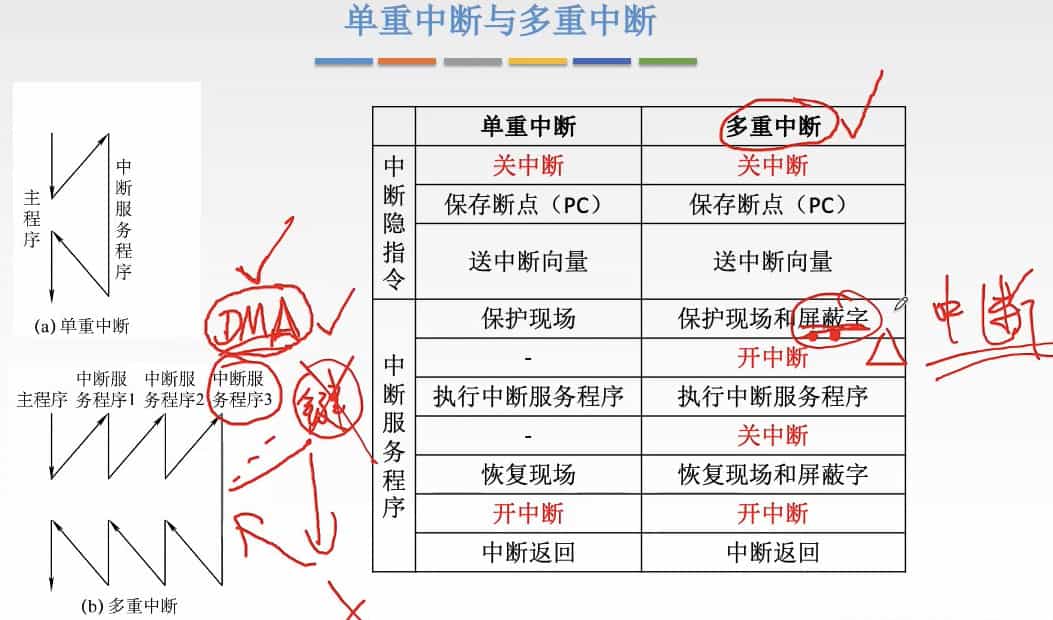 单重中断与多重中断
主程序
中断服务程序
(a) 单重中断
主程序
中断服务程序1
中断服务程序2
中断服务程序3
(b) 多重中断
DMA
单重中断 多重中断
中断隐指令
关中断 关中断
保存断点（PC） 保存断点（PC）
送中断向量 送中断向量
中断服务程序
保护现场 保护现场和屏蔽字
- 开中断
执行中断服务程序 执行中断服务程序
- 关中断
恢复现场 恢复现场和屏蔽字
开中断 开中断
中断返回 中断返回
中断